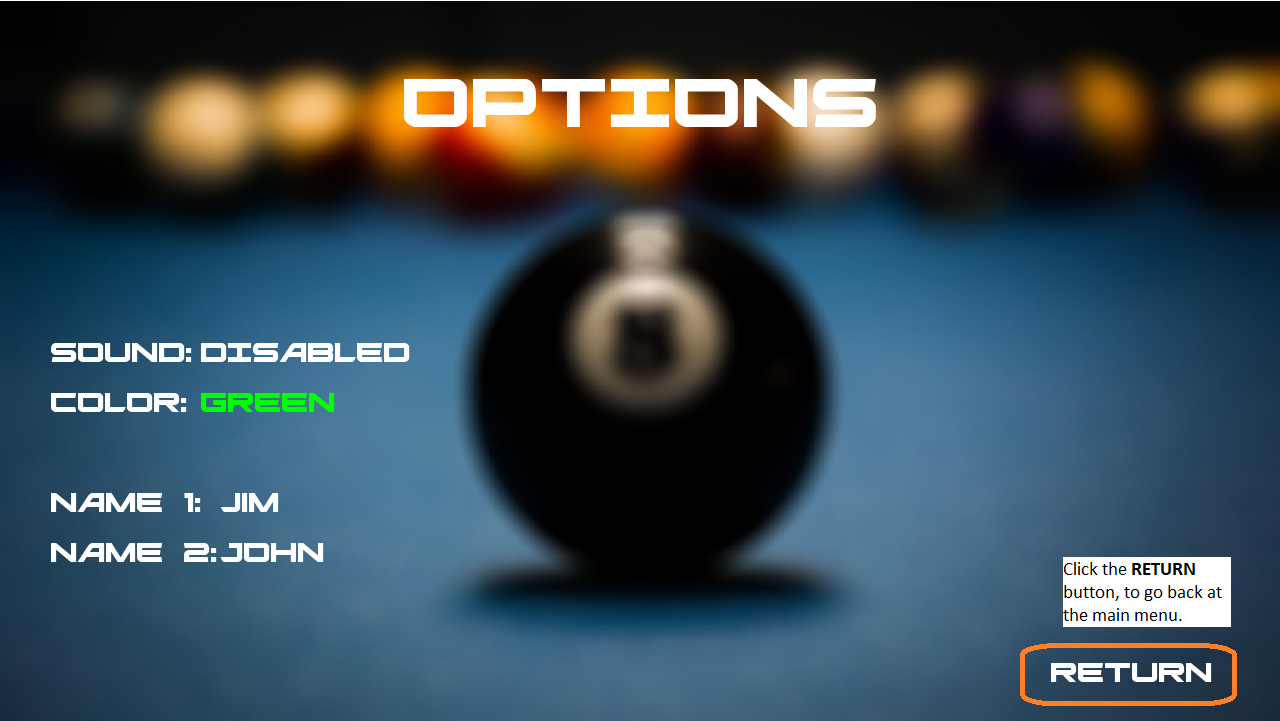 OPTIONS
8
SOUND: DISABLED
COLOR: GREEN
NAME 1: JIM
NAME 2: JOHN
Click the RETURN
button, to go back at
the main menu.
RETURN